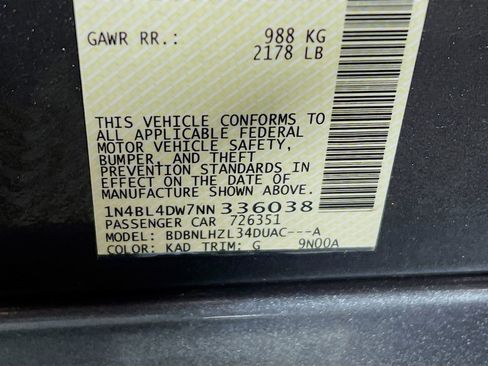 GAWR RR.: 988 KG
2178 LB
THIS VEHICLE CONFORMS TO
ALL APPLICABLE FEDERAL
MOTOR VEHICLE SAFETY,
BUMPER, AND THEFT
PREVENTION STANDARDS IN
EFFECT ON THE DATE OF
MANUFACTURE SHOWN ABOVE.
1N4BL4DW7NN336038
PASSENGER CAR 726351
MODEL: BDBNLHZL34DUAC---A
COLOR: KAD TRIM: G 9N00A